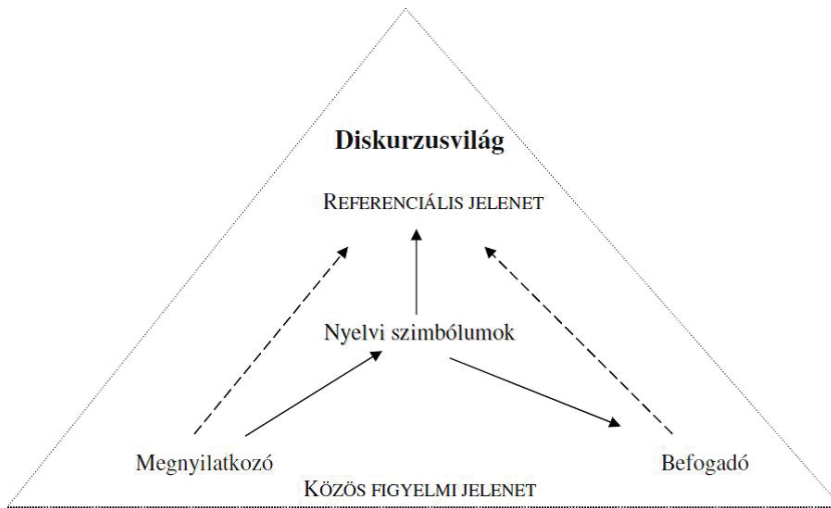 Diskurzusvilág
REFERENCIÁLIS JELENET
Nyelvi szimbólumok
Megnyilatkozó
Befogadó
KÖZÖS FIGYELMI JELENET